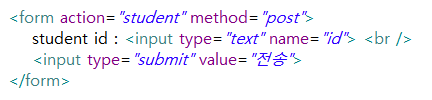 <form action="student" method="post">
student id : <input type="text" name="id"> <br />
<input type="submit" value="전송">
</form>